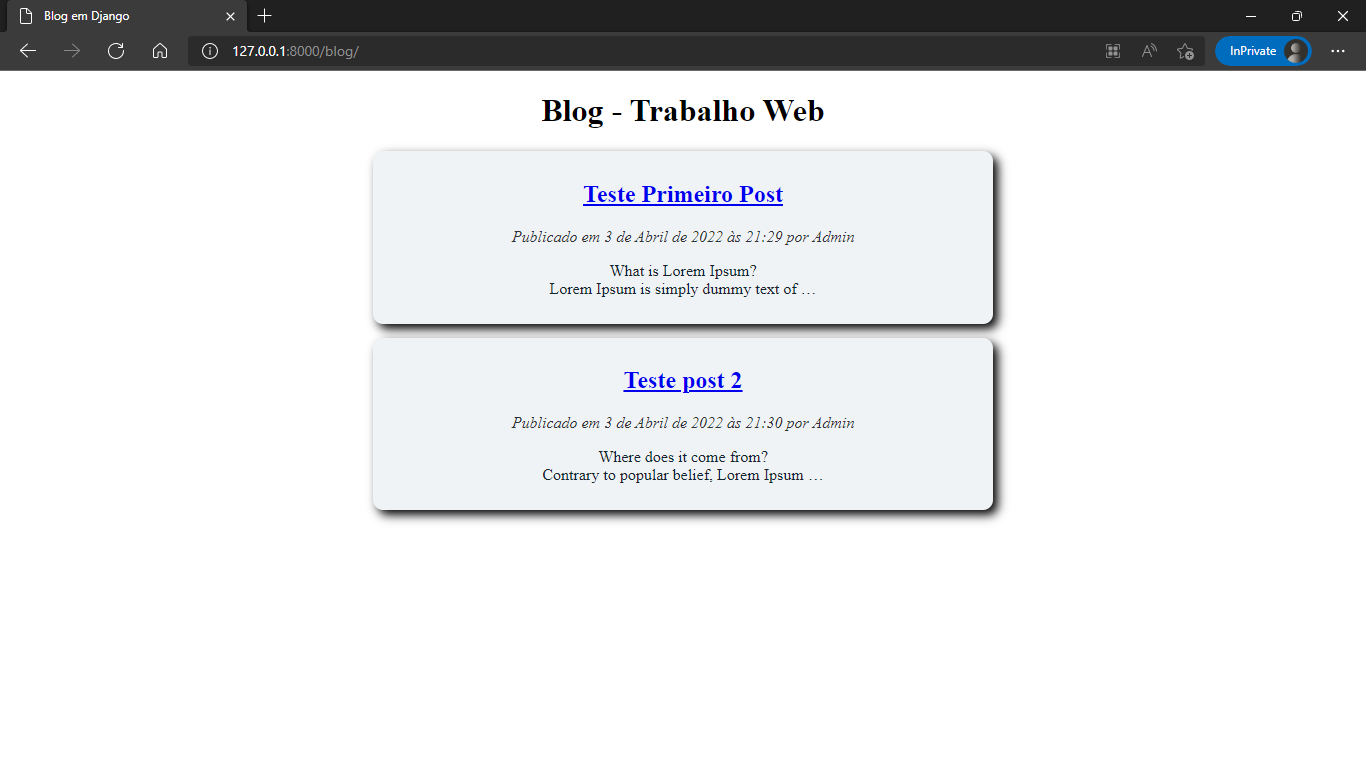 Blog em Django
127.0.0.1:8000/blog/
InPrivate
Blog - Trabalho Web
Teste Primeiro Post
Publicado em 3 de Abril de 2022 às 21:29 por Admin
What is Lorem Ipsum?
Lorem Ipsum is simply dummy text of …
Teste post 2
Publicado em 3 de Abril de 2022 às 21:30 por Admin
Where does it come from?
Contrary to popular belief, Lorem Ipsum …